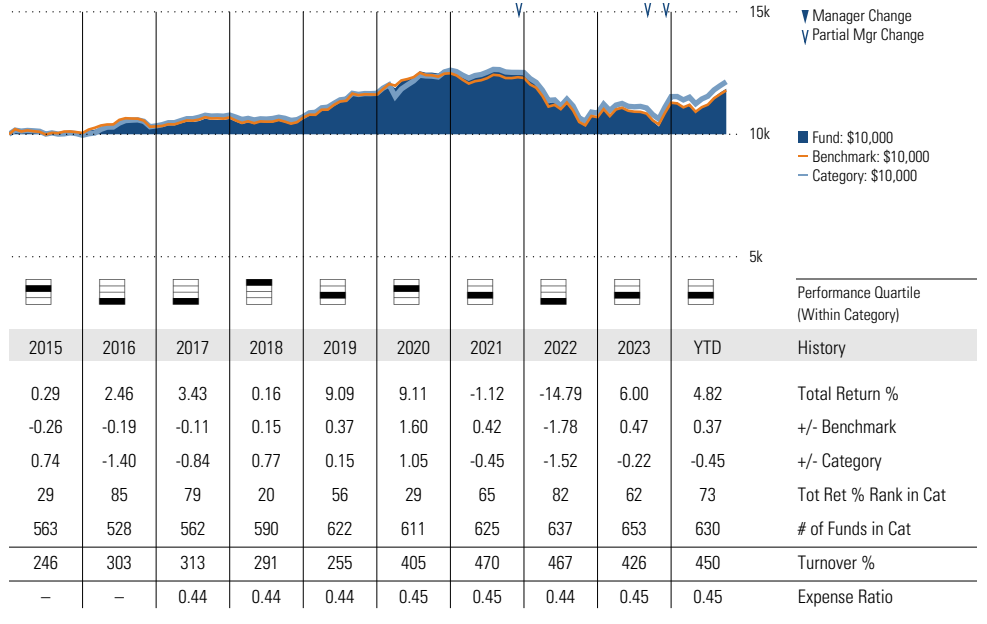 15k
Manager Change
Partial Mgr Change
10k
Fund: $10,000
Benchmark: $10,000
Category: $10,000
5k
Performance Quartile
(Within Category)
2015 2016 2017 2018 2019 2020 2021 2022 2023 YTD History
0.29 2.46 3.43 0.16 9.09 9.11 -1.12 -14.79 6.00 4.82 Total Return %
-0.26 -0.19 -0.11 0.15 0.37 1.60 0.42 -1.78 0.47 0.37 +/- Benchmark
0.74 -1.40 -0.84 0.77 0.15 1.05 -0.45 -1.52 -0.22 -0.45 +/- Category
29 85 79 20 56 29 65 82 62 73 Tot Ret % Rank in Cat
563 528 562 590 622 611 625 637 653 630 # of Funds in Cat
246 303 313 291 255 405 470 467 426 450 Turnover %
– – 0.44 0.44 0.44 0.45 0.45 0.44 0.45 0.45 Expense Ratio